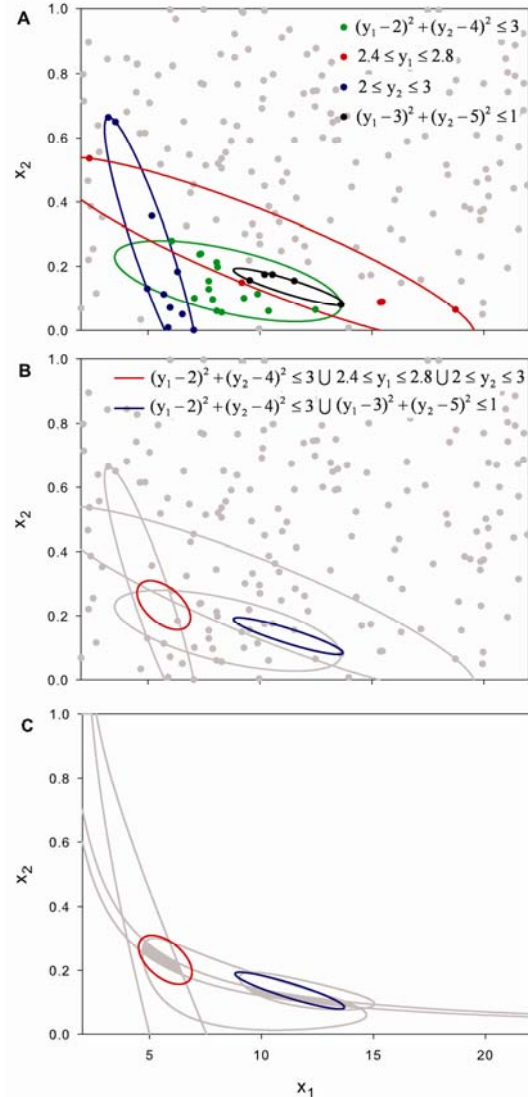 A
(y₁−2)² + (y₂−4)² ≤ 3
2.4 ≤ y₁ ≤ 2.8
2 ≤ y₂ ≤ 3
(y₁−3)² + (y₂−5)² ≤ 1
1.0
0.8
0.6
0.4
0.2
0.0
x₂
B
(y₁−2)² + (y₂−4)² ≤ 3 ⋃ 2.4 ≤ y₁ ≤ 2.8 ⋃ 2 ≤ y₂ ≤ 3
(y₁−2)² + (y₂−4)² ≤ 3 ⋃ (y₁−3)² + (y₂−5)² ≤ 1
1.0
0.8
0.6
0.4
0.2
0.0
x₂
C
1.0
0.8
0.6
0.4
0.2
0.0
x₂
5 10 15 20
x₁